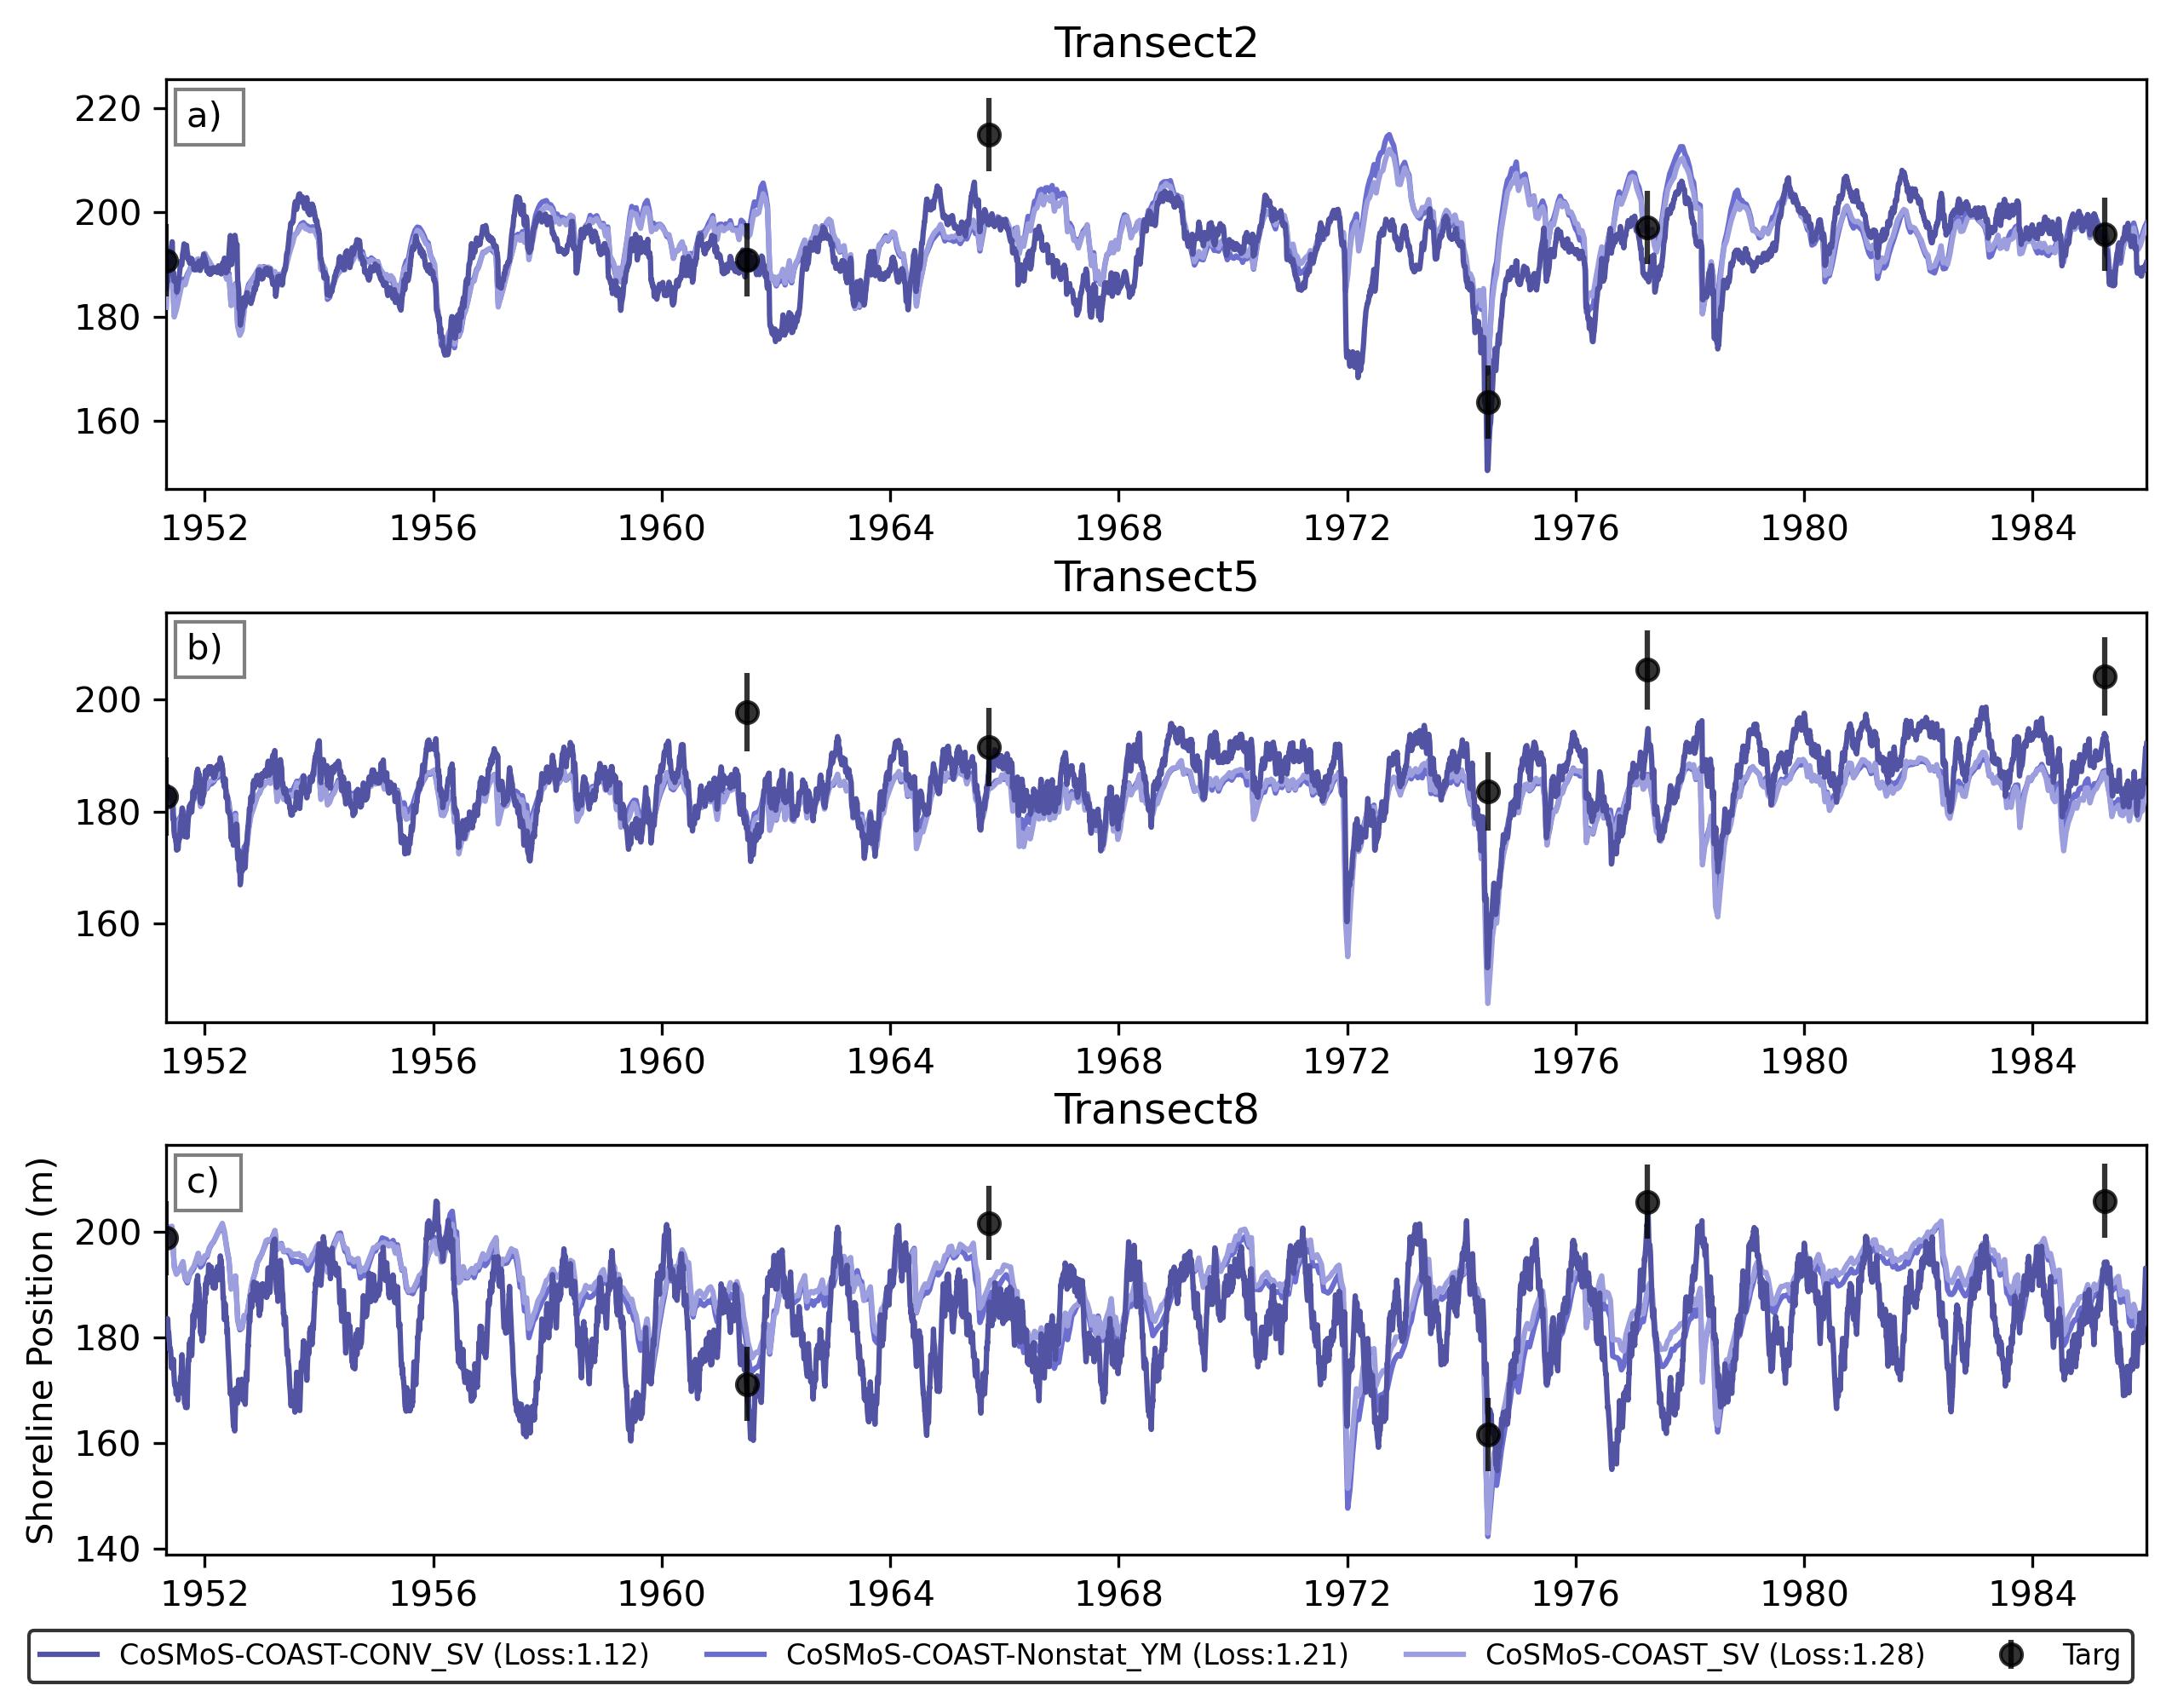 Transect2
a)
220
200
180
160
1952 1956 1960 1964 1968 1972 1976 1980 1984
Transect5
b)
200
180
160
1952 1956 1960 1964 1968 1972 1976 1980 1984
Transect8
c)
Shoreline Position (m)
200
180
160
140
1952 1956 1960 1964 1968 1972 1976 1980 1984
CoSMoS-COAST-CONV_SV (Loss:1.12) CoSMoS-COAST-Nonstat_YM (Loss:1.21) CoSMoS-COAST_SV (Loss:1.28) Targ